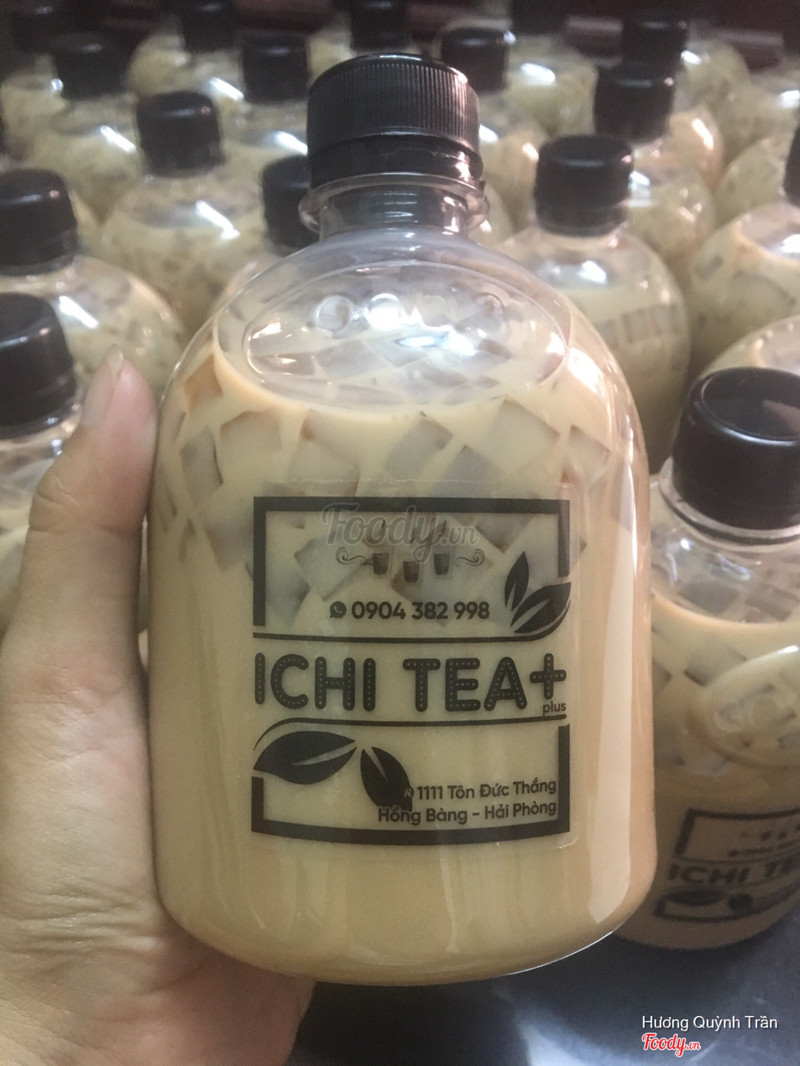 Foody.vn
0904 382 998
ICHI TEA+
plus
1111 Tôn Đức Thắng
Hồng Bàng - Hải Phòng
ICHI TE
Hương Quỳnh Trần
Foody.vn